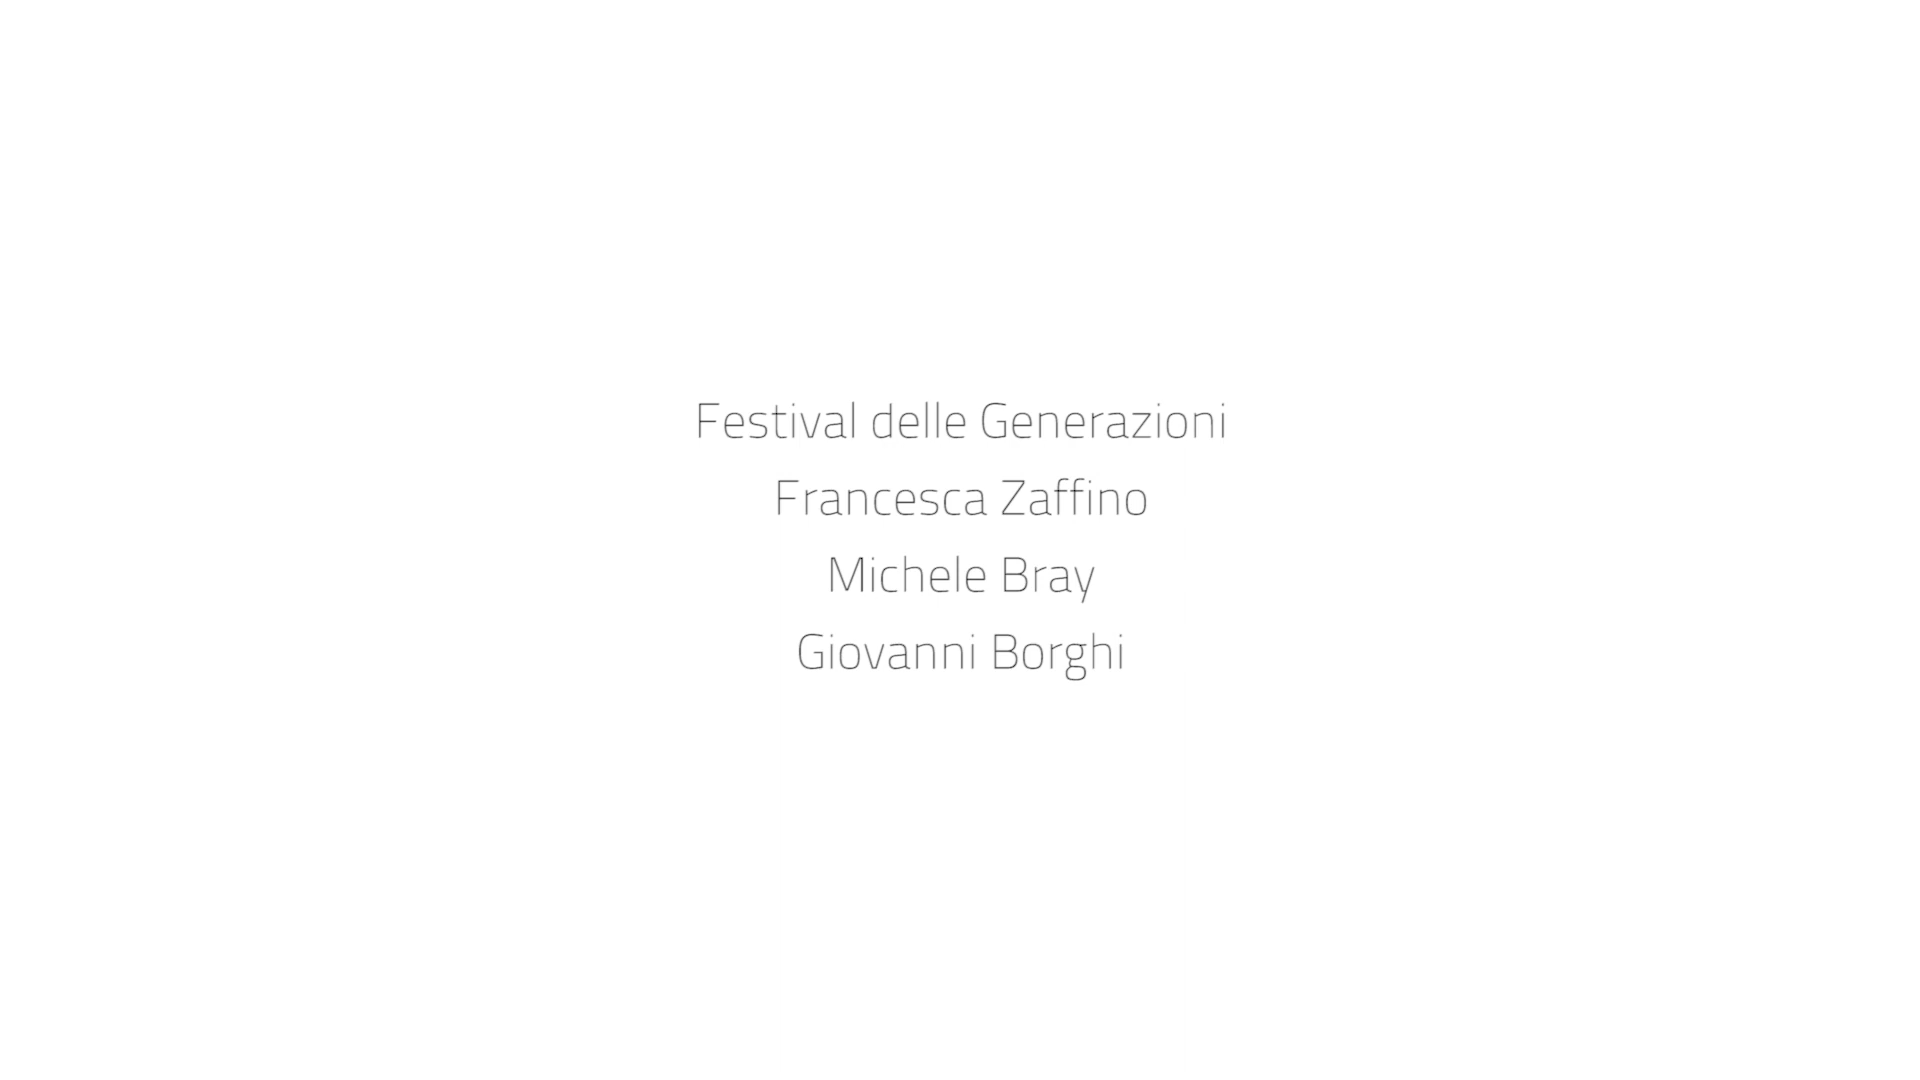 Festival delle Generazioni
Francesca Zaffino
Michele Bray
Giovanni Borghi